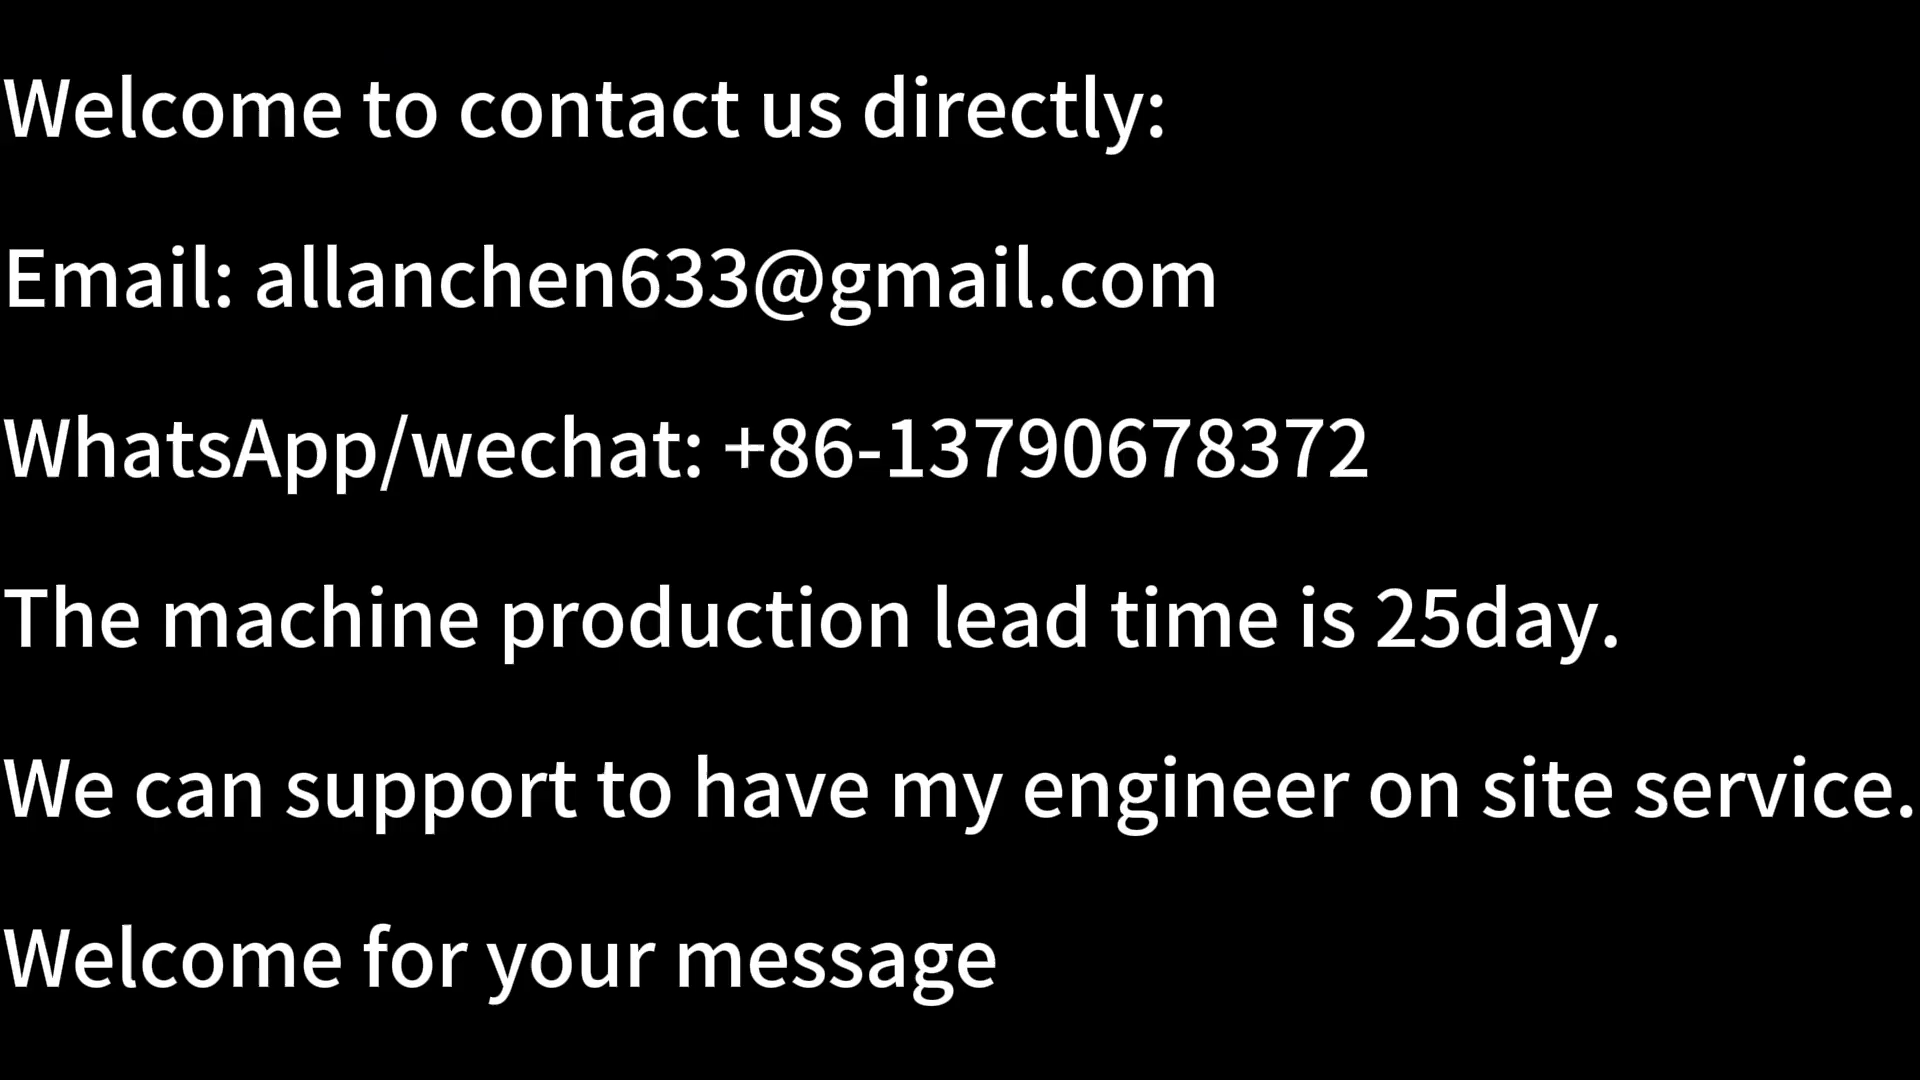 Welcome to contact us directly:
Email: allanchen633@gmail.com
WhatsApp/wechat: +86-13790678372
The machine production lead time is 25day.
We can support to have my engineer on site service.
Welcome for your message